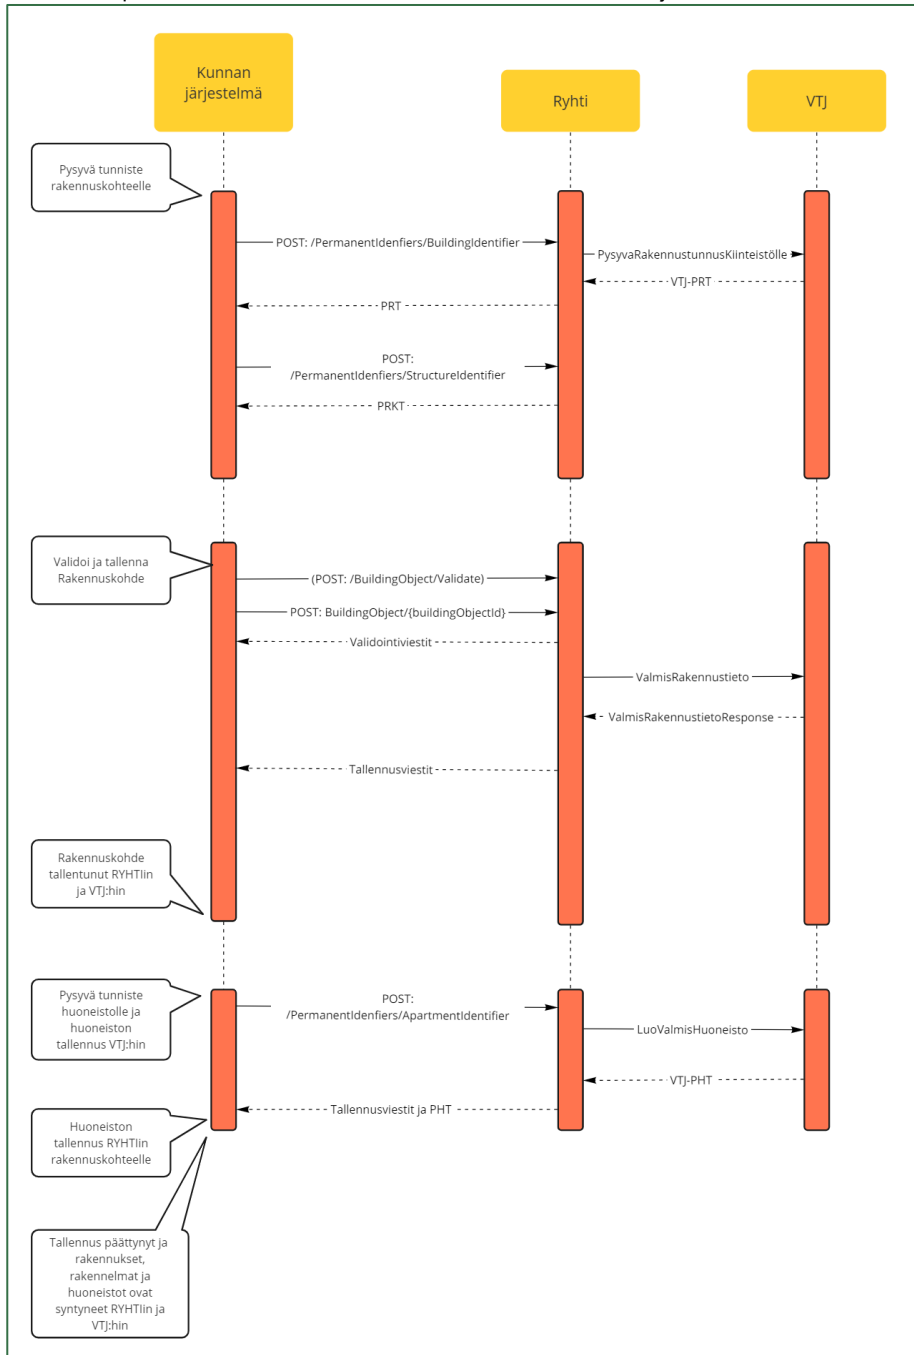 Kunnan
järjestelmä
Ryhti
VTJ
Pysyvä tunniste
rakennuskohteelle
POST: /PermanentIdenfiers/BuildingIdentifier
PysyvaRakennustunnusKiinteistölle
VTJ-PRT
PRT
POST:
/PermanentIdenfiers/StructureIdentifier
PRKT
Validoi ja tallenna
Rakennuskohde
(POST: /BuildingObject/Validate)
POST: BuildingObject/{buildingObjectId}
Validointiviestit
ValmisRakennustieto
ValmisRakennustietoResponse
Tallennusviestit
Rakennuskohde
tallentunut RYHTIin
ja VTJ:hin
Pysyvä tunniste
huoneistolle ja
huoneiston
tallennus VTJ:hin
POST:
/PermanentIdenfiers/ApartmentIdentifier
LuoValmisHuoneisto
VTJ-PHT
Tallennusviestit ja PHT
Huoneiston
tallennus RYHTIin
rakennuskohteelle
Tallennus päättynyt ja
rakennukset,
rakennelmat ja
huoneistot ovat
syntyneet RYHTIin ja
VTJ:hin